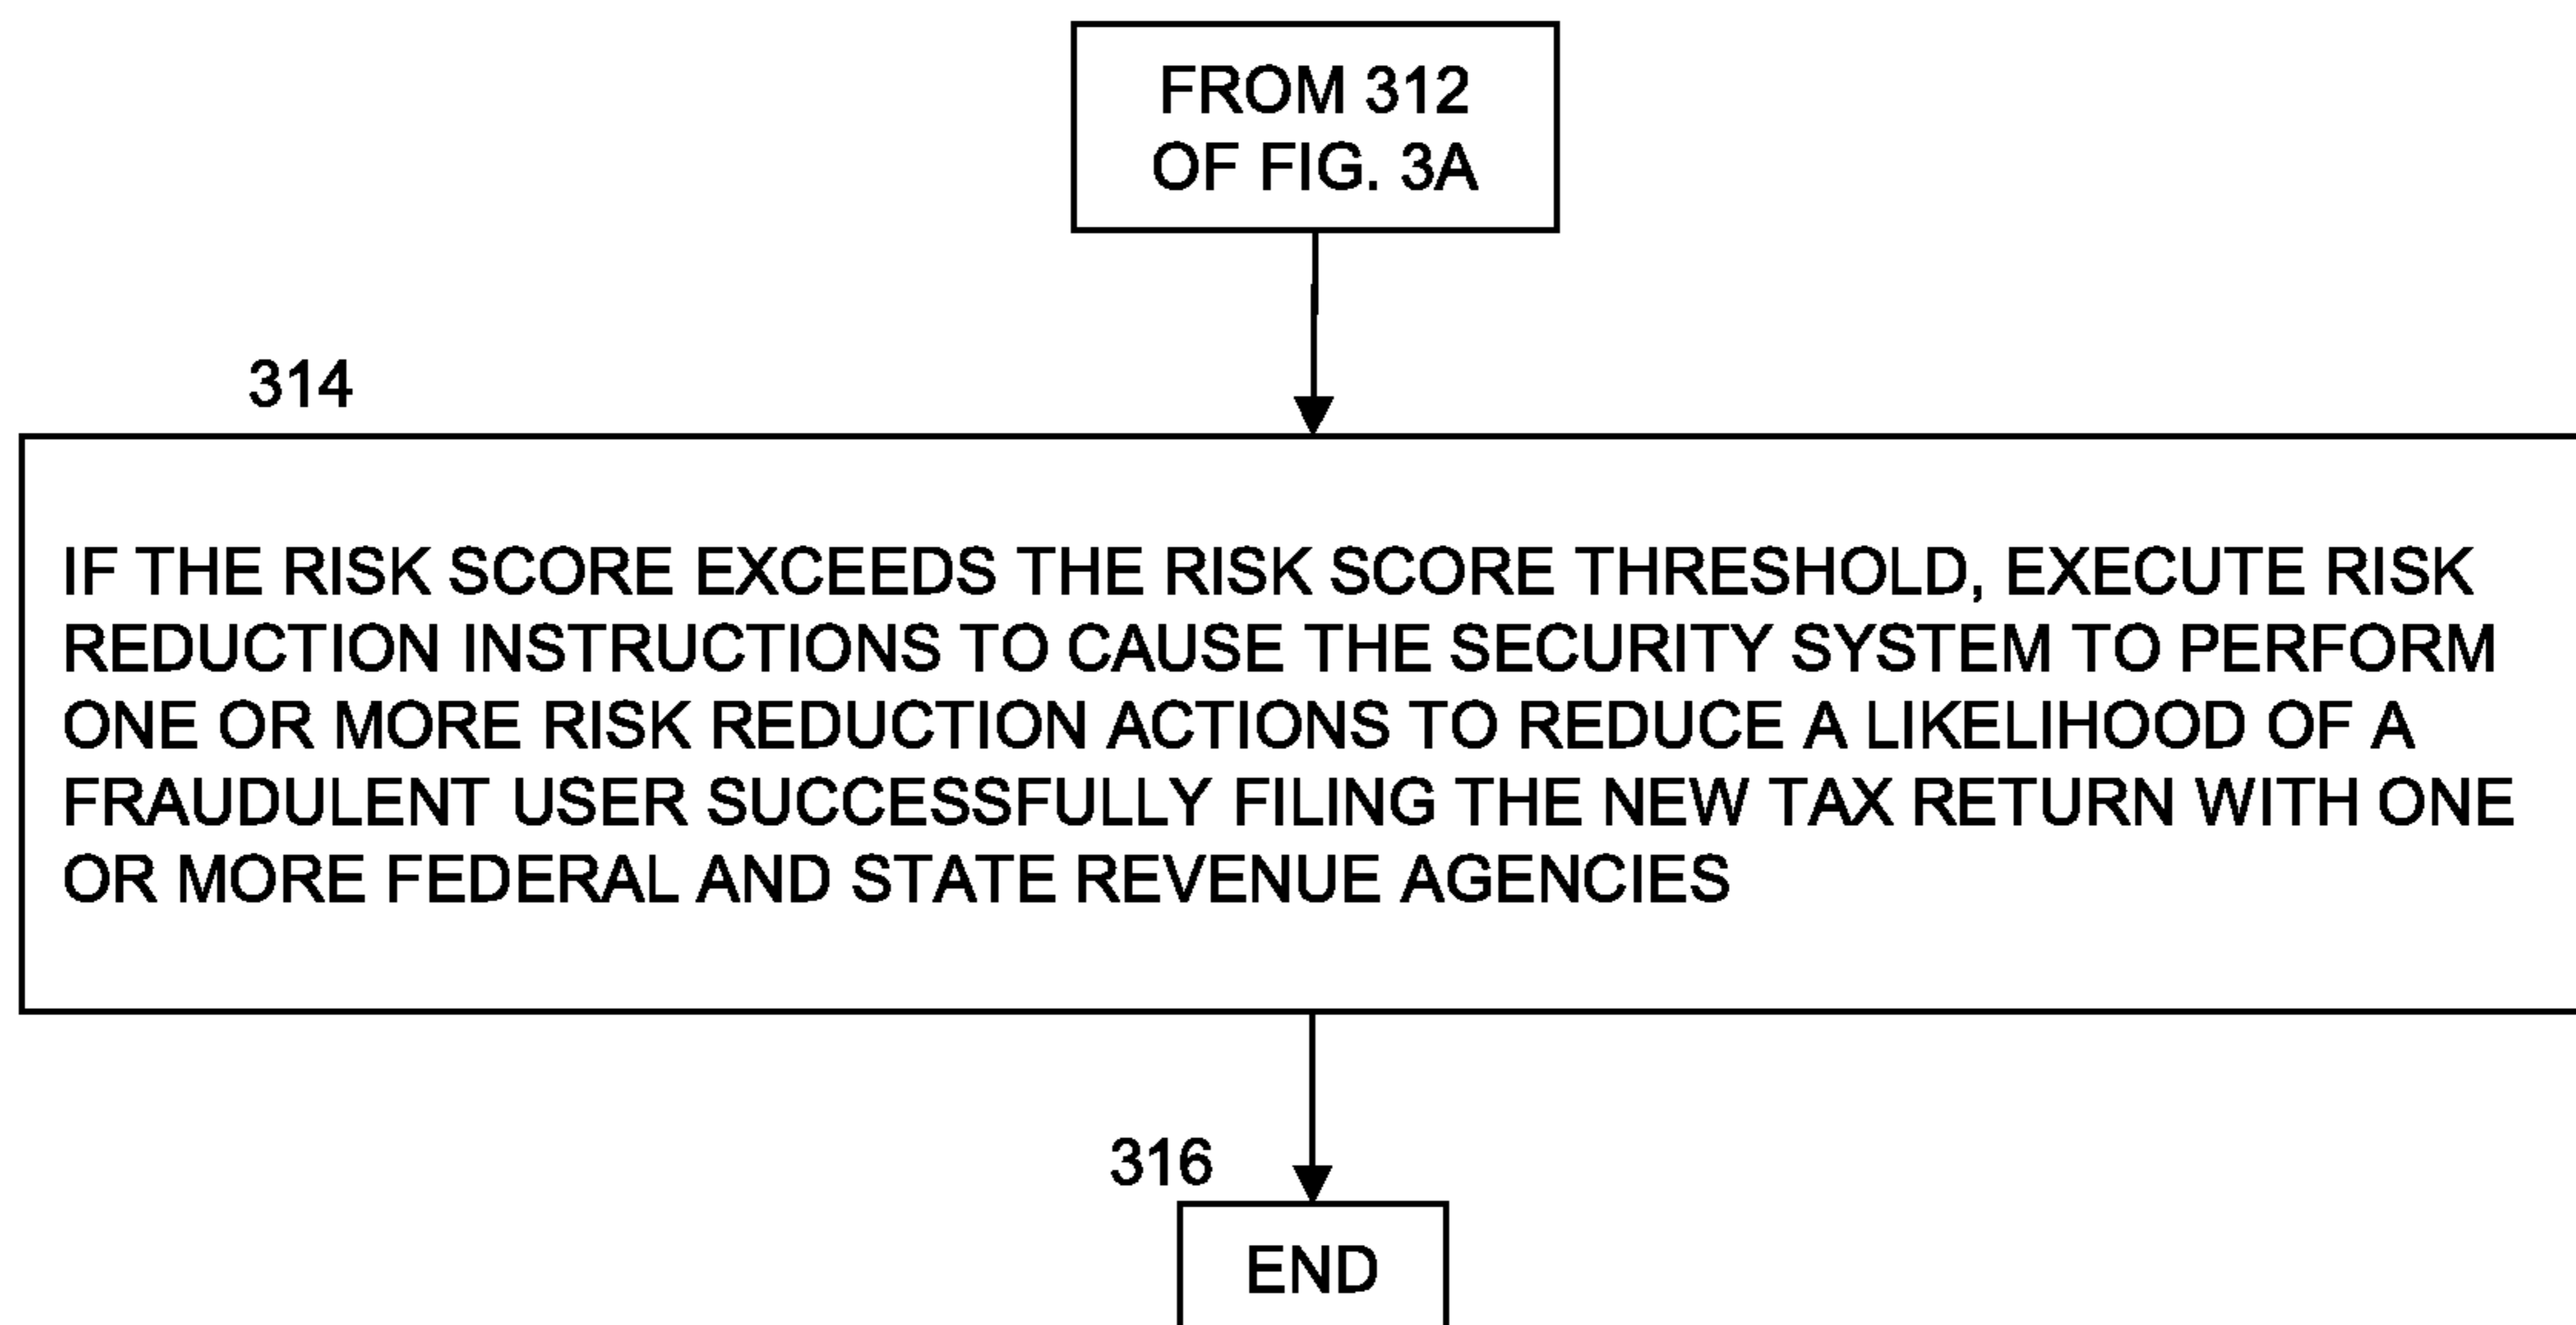 FROM 312
OF FIG. 3A
314
IF THE RISK SCORE EXCEEDS THE RISK SCORE THRESHOLD, EXECUTE RISK
REDUCTION INSTRUCTIONS TO CAUSE THE SECURITY SYSTEM TO PERFORM
ONE OR MORE RISK REDUCTION ACTIONS TO REDUCE A LIKELIHOOD OF A
FRAUDULENT USER SUCCESSFULLY FILING THE NEW TAX RETURN WITH ONE
OR MORE FEDERAL AND STATE REVENUE AGENCIES
316
END